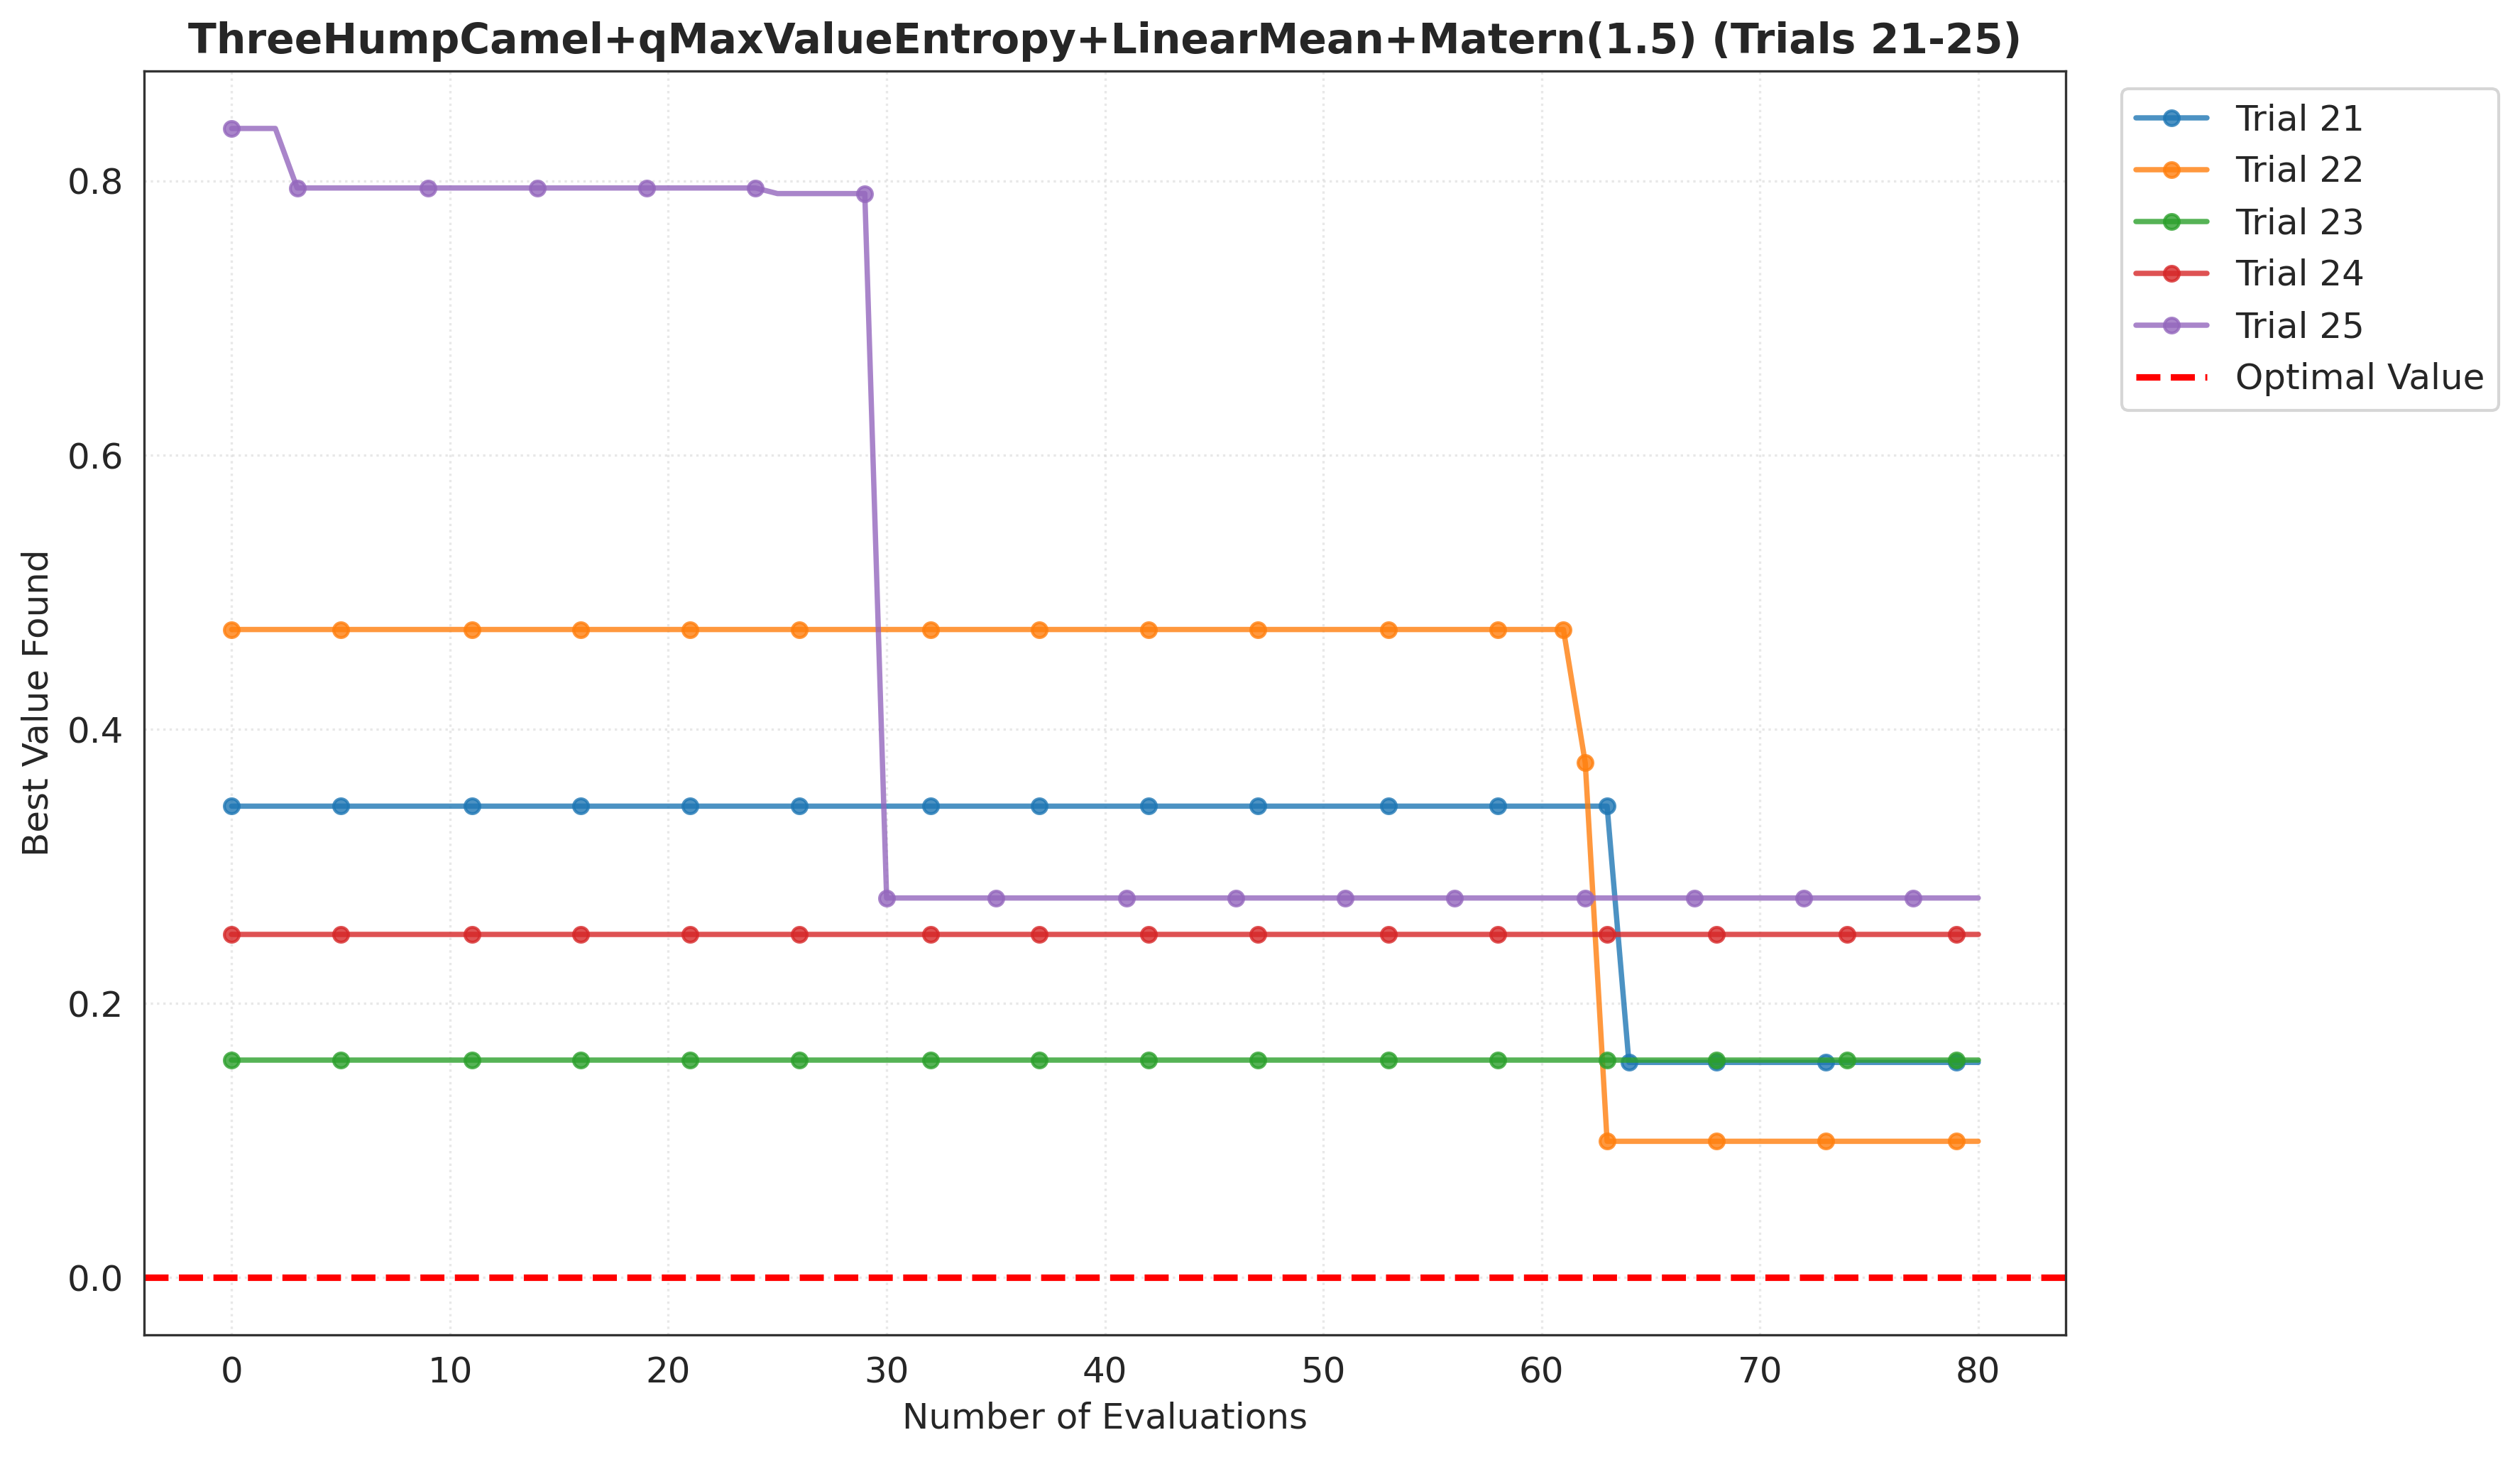 ThreeHumpCamel+qMaxValueEntropy+LinearMean+Matern(1.5) (Trials 21-25)
Best Value Found
0.8
0.6
0.4
0.2
0.0
0 10 20 30 40 50 60 70 80
Number of Evaluations
Trial 21
Trial 22
Trial 23
Trial 24
Trial 25
Optimal Value